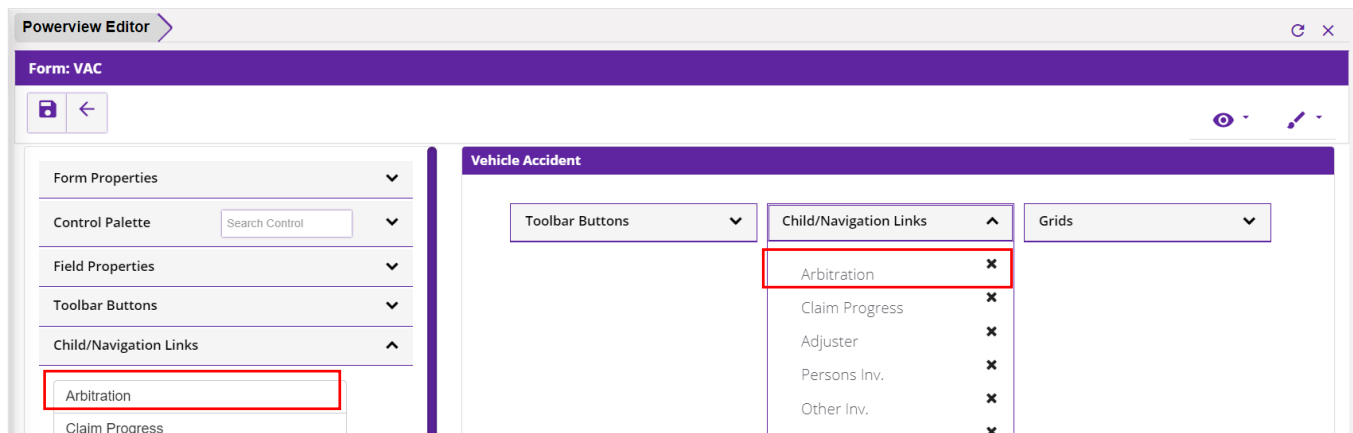 Powerview Editor
Form: VAC
Form Properties
Control Palette
Search Control
Field Properties
Toolbar Buttons
Child/Navigation Links
Arbitration
Claim Progress
Vehicle Accident
Toolbar Buttons
Child/Navigation Links
Grids
Arbitration
Claim Progress
Adjuster
Persons Inv.
Other Inv.